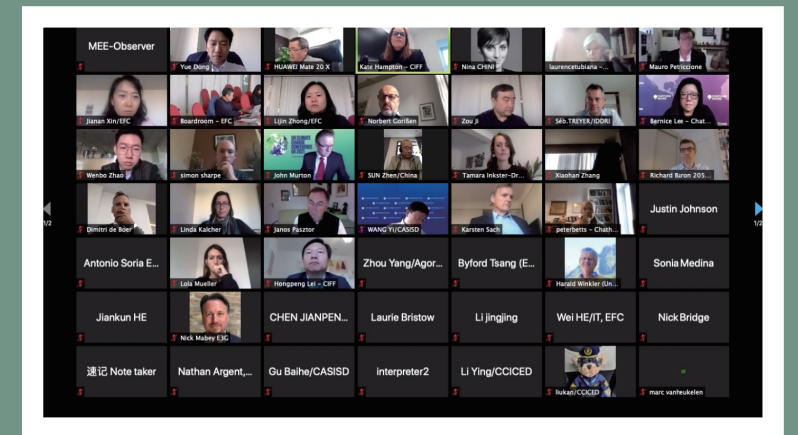 MEE-Observer
Yue Dong
HUAWEI Mate 20 X
Kate Hampton – CIFF
Nina CHINI
laurencetubiana –...
Mauro Petriccione
Jianan Xin/EFC
Boardroom – EFC
Lijin Zhong/EFC
Norbert Gorißen
Zou Ji
Séb.TREYER/IDDRI
Bernice Lee – Chat...
Wenbo Zhao
simon sharpe
John Murton
SUN Zhen/China
Tamara Inkster-Dr...
Xiaohan Zhang
Richard Baron 205...
Dimitri de Boer
Linda Kalcher
Janos Pasztor
WANG Yi/CASISD
Karsten Sach
peterbetts – Chath...
Justin Johnson
1/2
1/2
Antonio Soria E...
Lola Mueller
Hongpeng Lei – CIFF
Zhou Yang/Agor...
Byford Tsang (E...
Harald Winkler (Un...
Sonia Medina
Jiankun HE
Nick Mabey E3G
CHEN JIANPEN...
Laurie Bristow
Li jingjing
Wei HE/IT, EFC
Nick Bridge
速记 Note taker
Nathan Argent,...
Gu Baihe/CASISD
interpreter2
Li Ying/CCICED
liukan/CCICED
marc vanheukelen